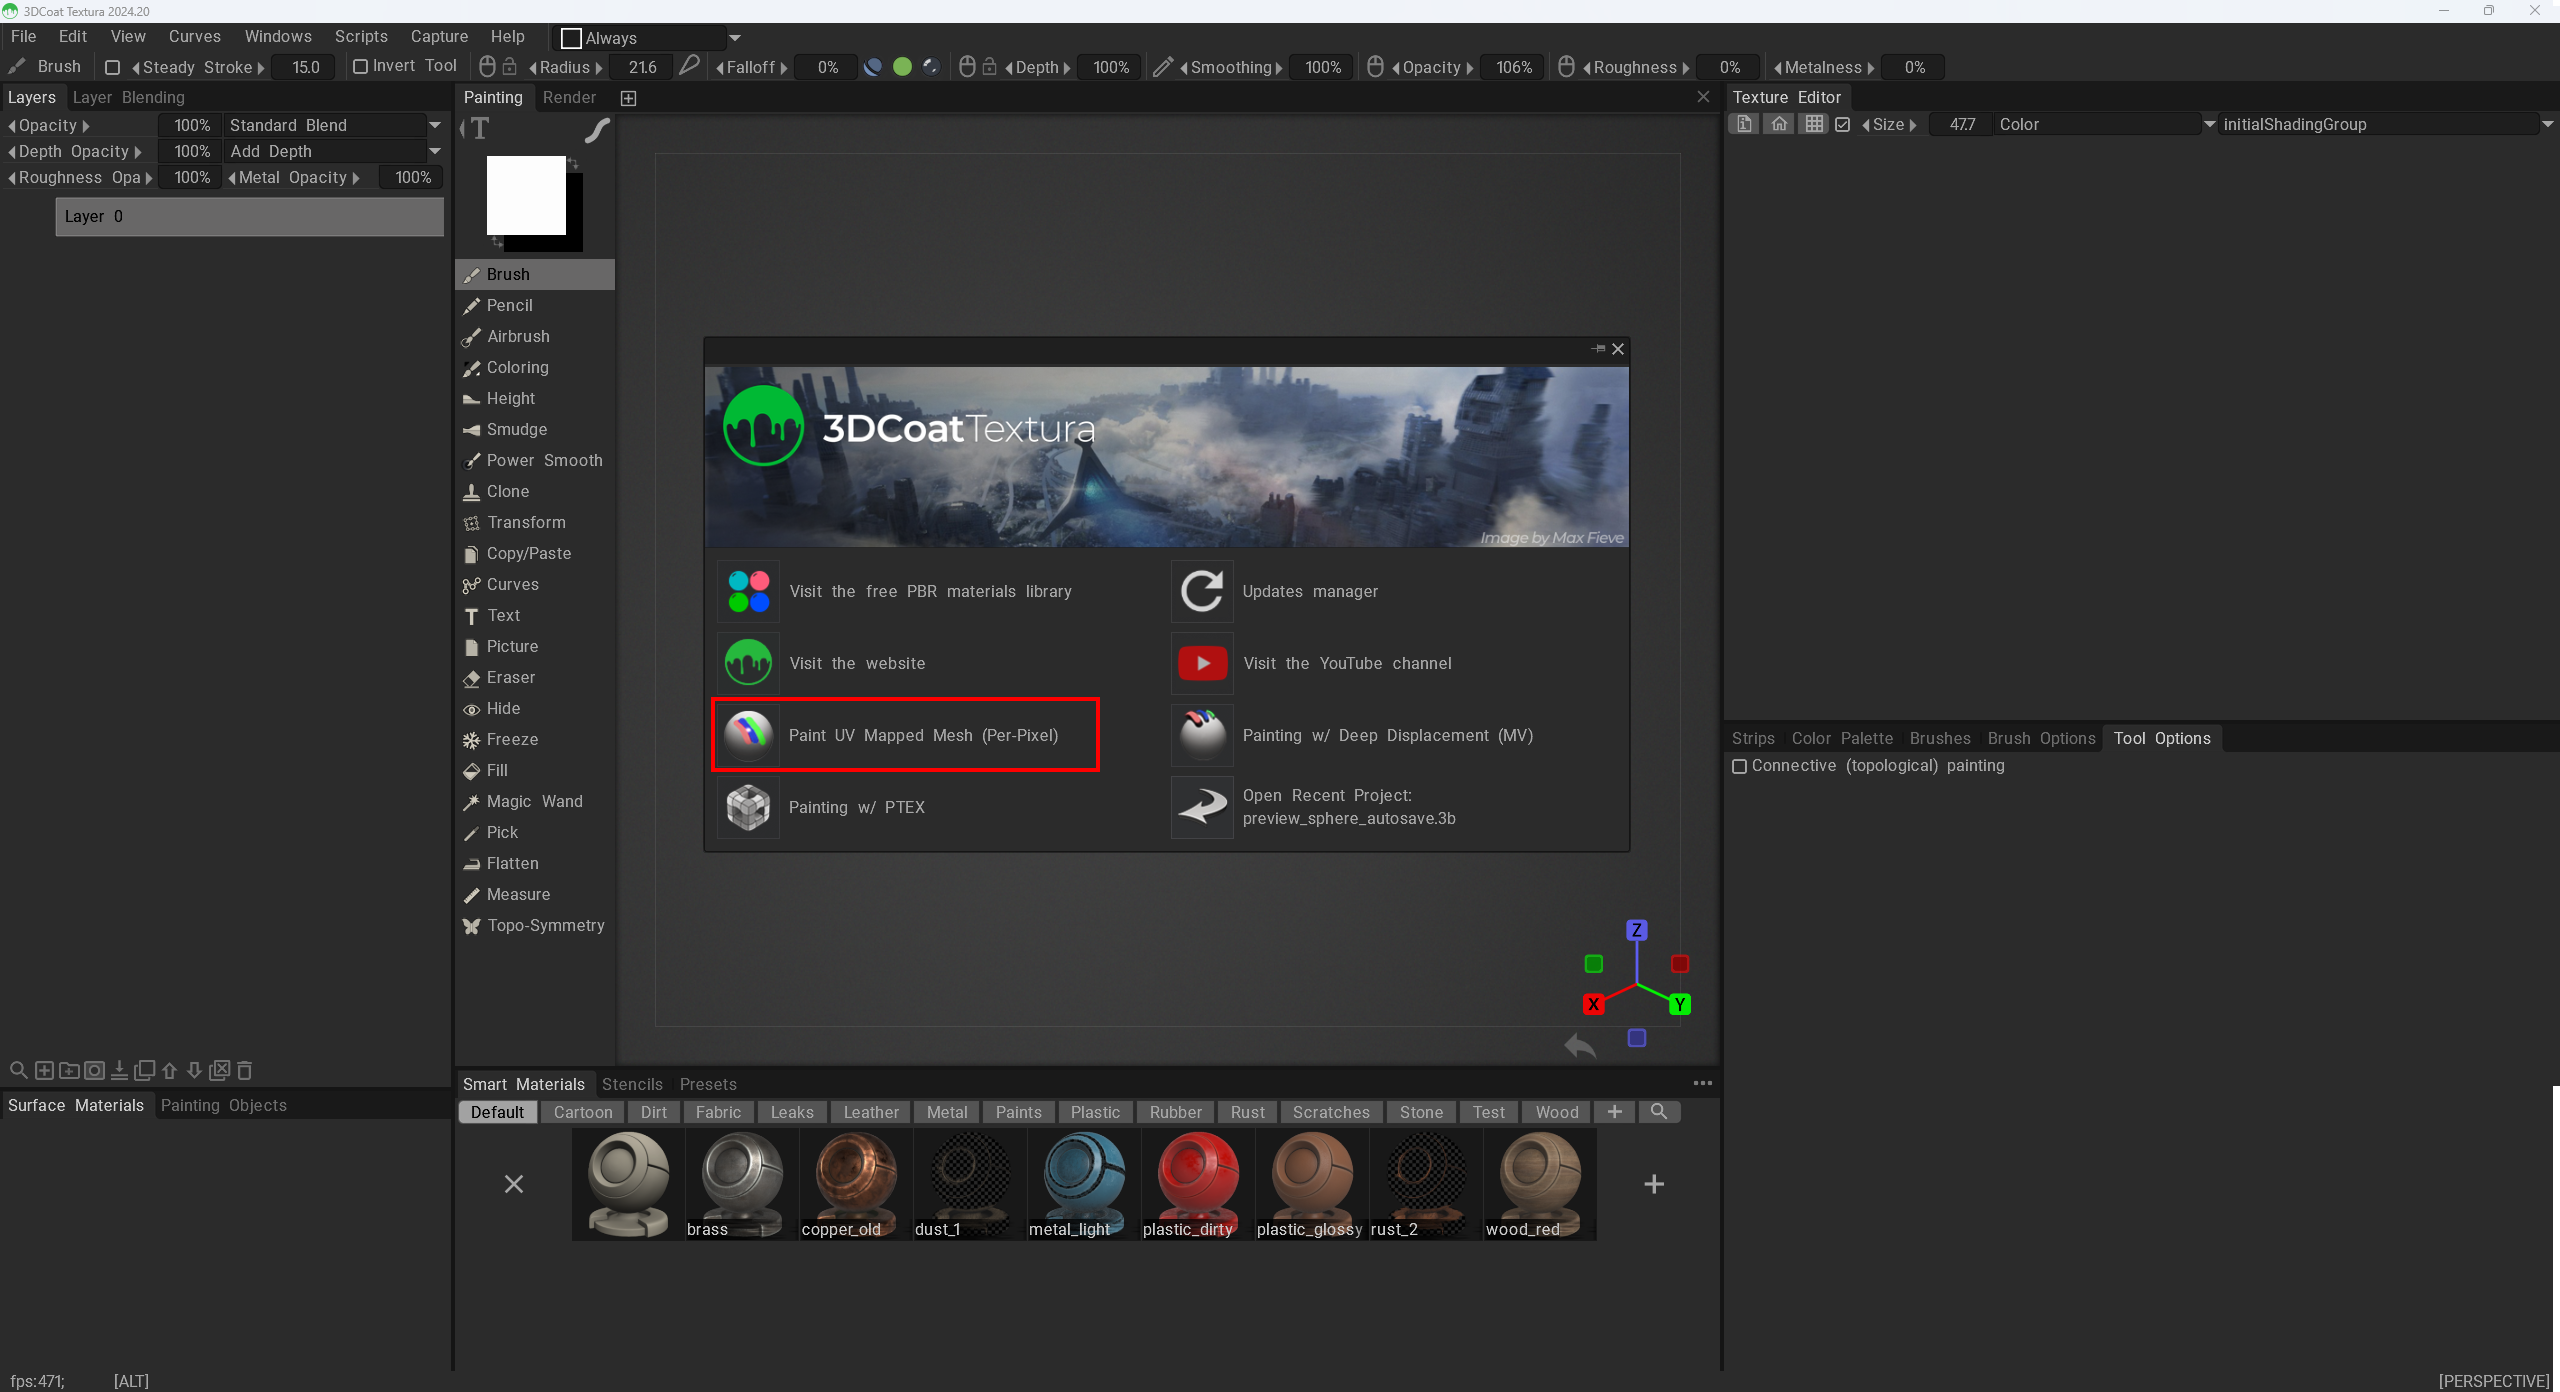 3DCoat Textura 2024.20
File Edit View Curves Windows Scripts Capture Help Always
Brush Steady Stroke 15.0 Invert Tool Radius 21.6 Falloff 0% Depth 100% Smoothing 100% Opacity 106% Roughness 0% Metalness 0%
Layers Layer Blending
Opacity 100% Standard Blend
Depth Opacity 100% Add Depth
Roughness Opa 100% Metal Opacity 100%
Layer 0
Painting Render
T
Brush
Pencil
Airbrush
Coloring
Height
Smudge
Power Smooth
Clone
Transform
Copy/Paste
Curves
Text
Picture
Eraser
Hide
Freeze
Fill
Magic Wand
Pick
Flatten
Measure
Topo-Symmetry
3DCoatTextura
Image by Max Fieve
Visit the free PBR materials library
Updates manager
Visit the website
Visit the YouTube channel
Paint UV Mapped Mesh (Per-Pixel)
Painting w/ Deep Displacement (MV)
Painting w/ PTEX
Open Recent Project:
preview_sphere_autosave.3b
Z
X
Y
Texture Editor
Size 47.7 Color initialShadingGroup
Strips Color Palette Brushes Brush Options Tool Options
Connective (topological) painting
Surface Materials Painting Objects
Smart Materials Stencils Presets
Default Cartoon Dirt Fabric Leaks Leather Metal Paints Plastic Rubber Rust Scratches Stone Test Wood
brass copper_old dust_1 metal_light plastic_dirty plastic_glossy rust_2 wood_red
fps:471; [ALT]
[PERSPECTIVE]